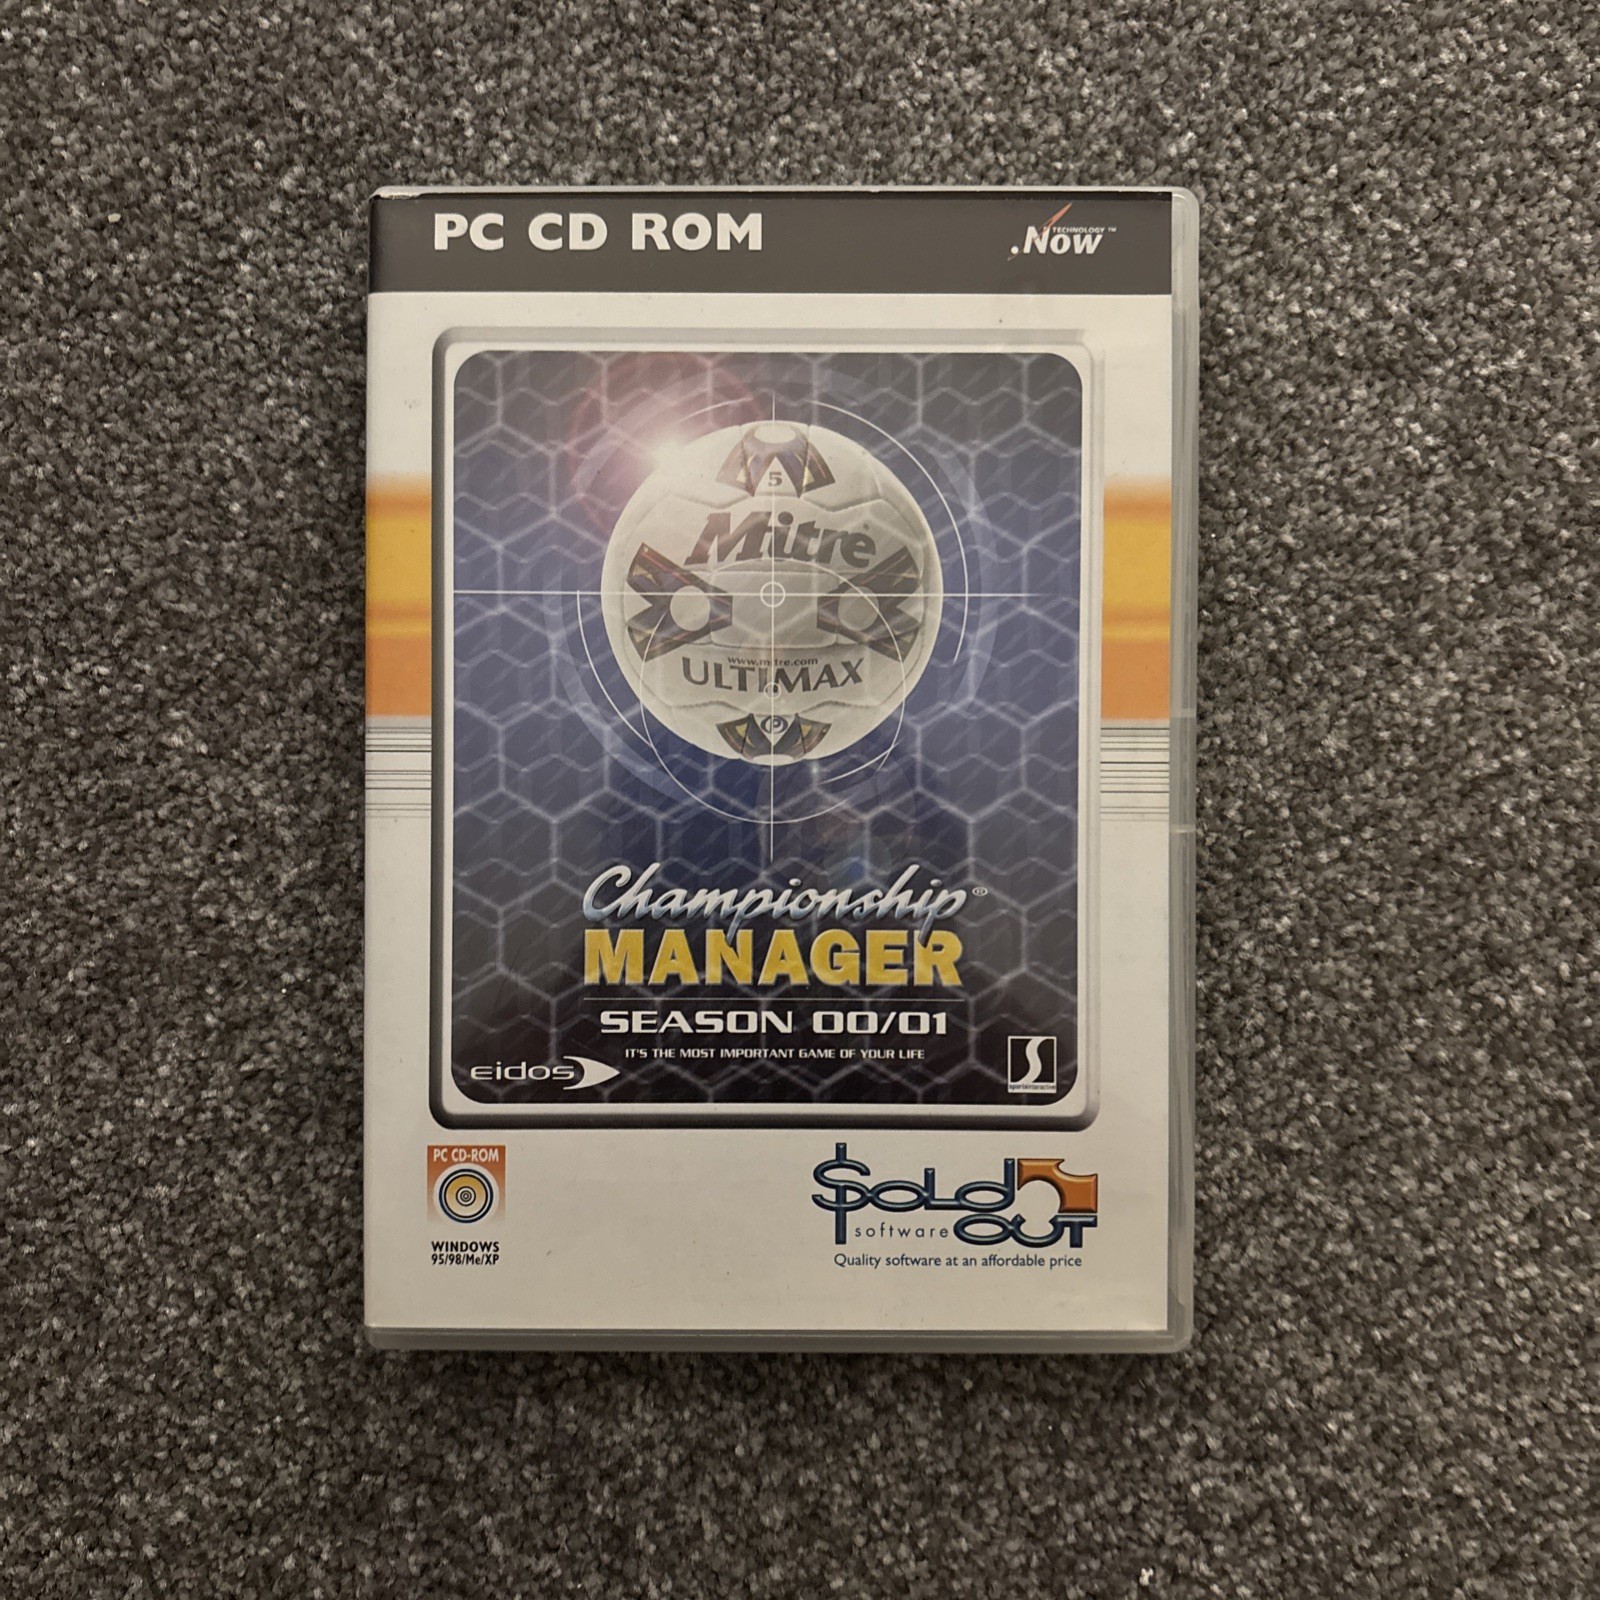 PC CD ROM
TECHNOLOGY ™
.Now
5
Mitre®
www.mitre.com
ULTIMAX
P
Championship®
MANAGER
SEASON 00/01
IT'S THE MOST IMPORTANT GAME OF YOUR LIFE
eidos
S
sportsinteractive
PC CD-ROM
WINDOWS
95/98/Me/XP
SOLD
software OUT
Quality software at an affordable price